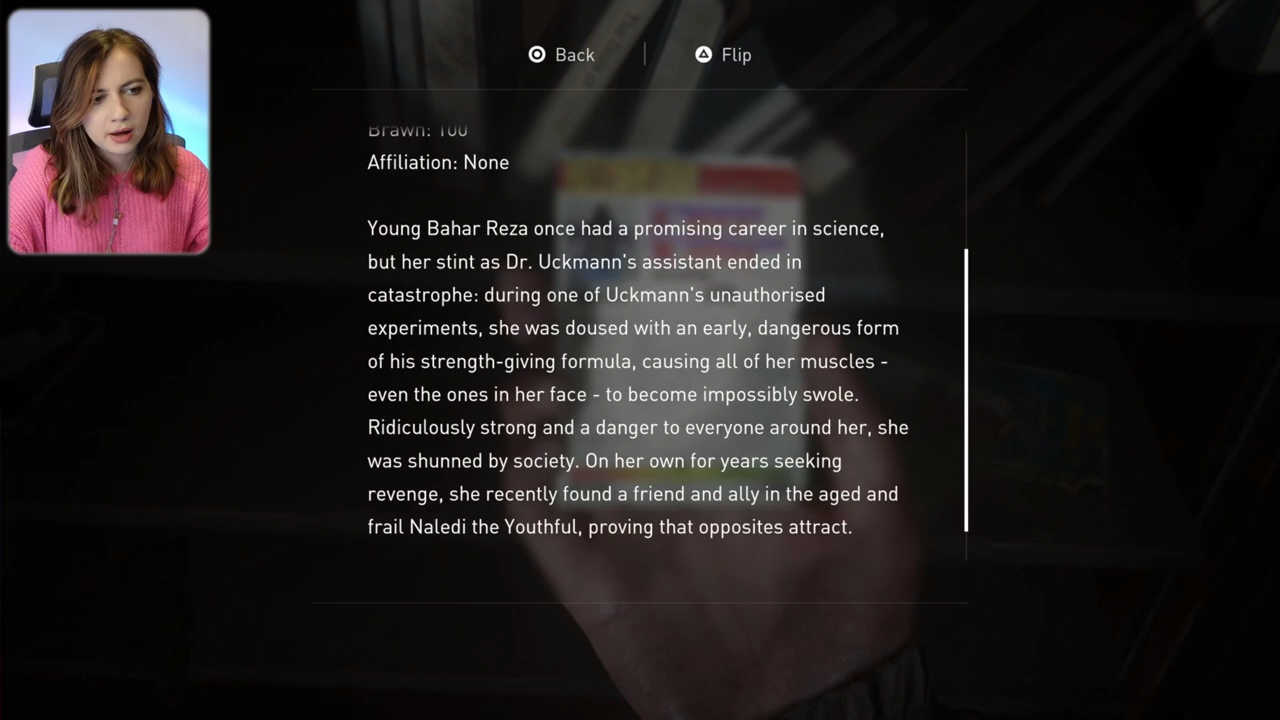 Back
Flip
Brawn: 100
Affiliation: None
Young Bahar Reza once had a promising career in science,
but her stint as Dr. Uckmann's assistant ended in
catastrophe: during one of Uckmann's unauthorised
experiments, she was doused with an early, dangerous form
of his strength-giving formula, causing all of her muscles -
even the ones in her face - to become impossibly swole.
Ridiculously strong and a danger to everyone around her, she
was shunned by society. On her own for years seeking
revenge, she recently found a friend and ally in the aged and
frail Naledi the Youthful, proving that opposites attract.